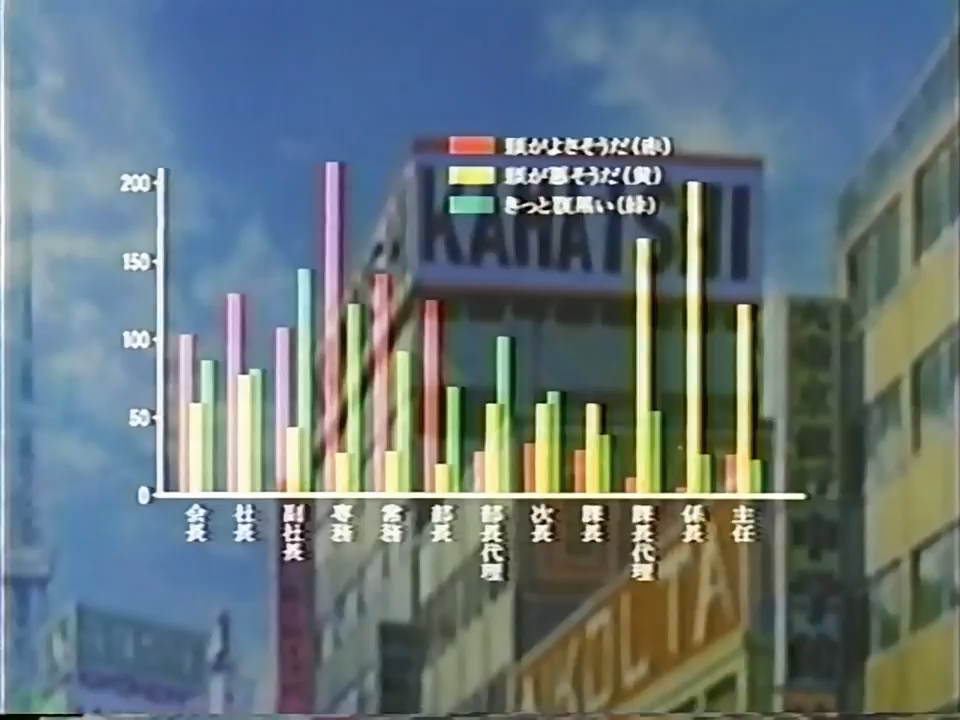 頭がよさそうだ(赤)
頭が悪そうだ(黄)
きっと腹黒い(緑)
KAMATSUI
200
150
100
50
0
会長
社長
副社長
専務
常務
部長
部長代理
次長
課長
課長代理
係長
主任
KOLTA